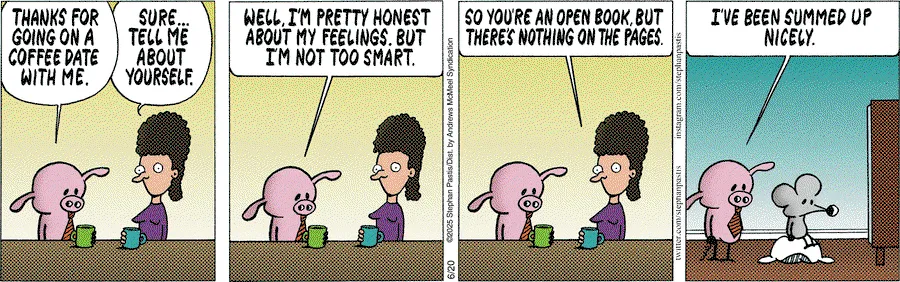 THANKS FOR
GOING ON A
COFFEE DATE
WITH ME.
SURE...
TELL ME
ABOUT
YOURSELF.
WELL, I'M PRETTY HONEST
ABOUT MY FEELINGS. BUT
I'M NOT TOO SMART.
©2025 Stephan Pastis/Dist. by Andrews McMeel Syndication
6/20
SO YOU'RE AN OPEN BOOK, BUT
THERE'S NOTHING ON THE PAGES.
twitter.com/stephanpastis
instagram.com/stephanpastis
I'VE BEEN SUMMED UP
NICELY.